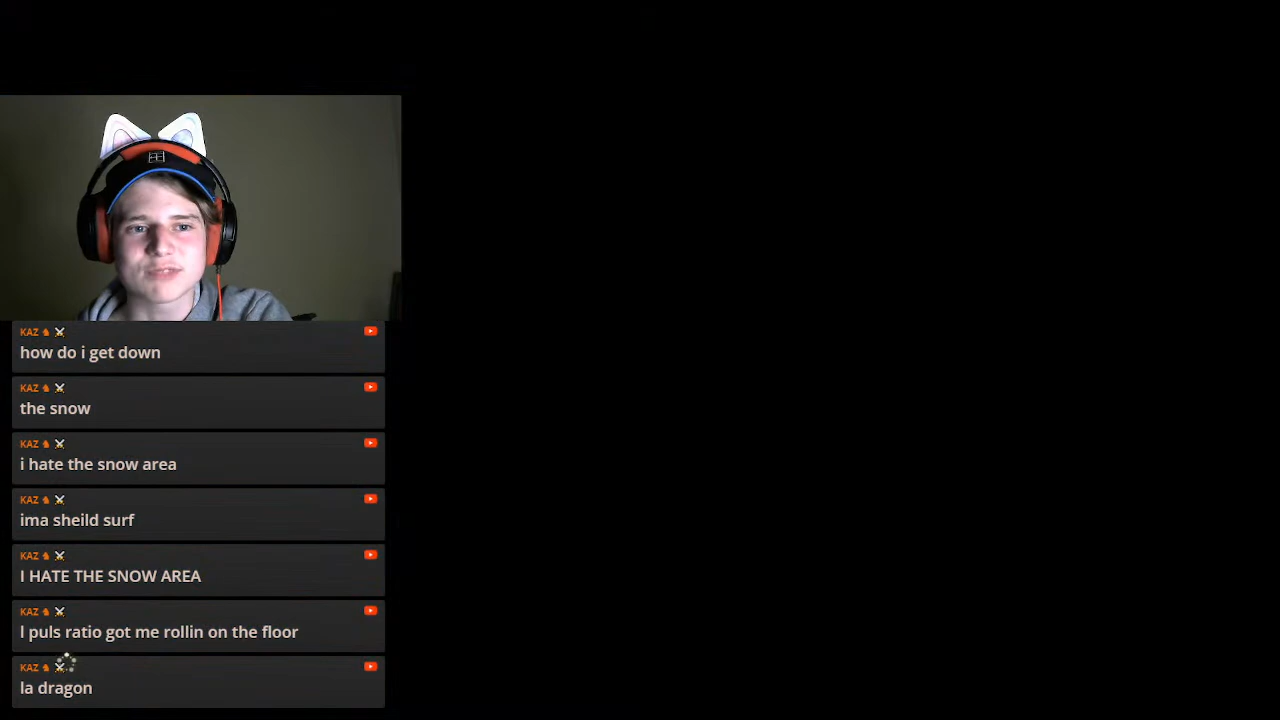 KAZ
how do i get down
KAZ
the snow
KAZ
i hate the snow area
KAZ
ima sheild surf
KAZ
I HATE THE SNOW AREA
KAZ
l puls ratio got me rollin on the floor
KAZ
la dragon